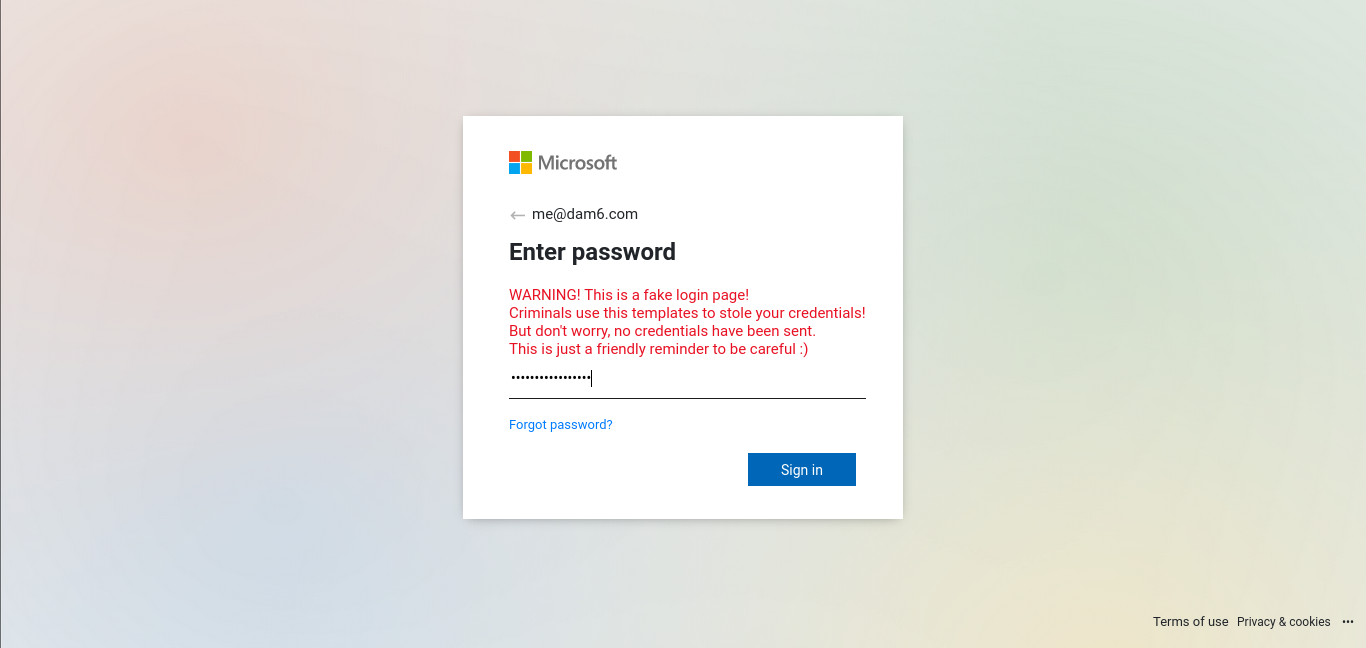 Microsoft
me@dam6.com
Enter password
WARNING! This is a fake login page!
Criminals use this templates to stole your credentials!
But don't worry, no credentials have been sent.
This is just a friendly reminder to be careful :)
•••••••••••••••••
Forgot password?
Sign in
Terms of use Privacy & cookies •••